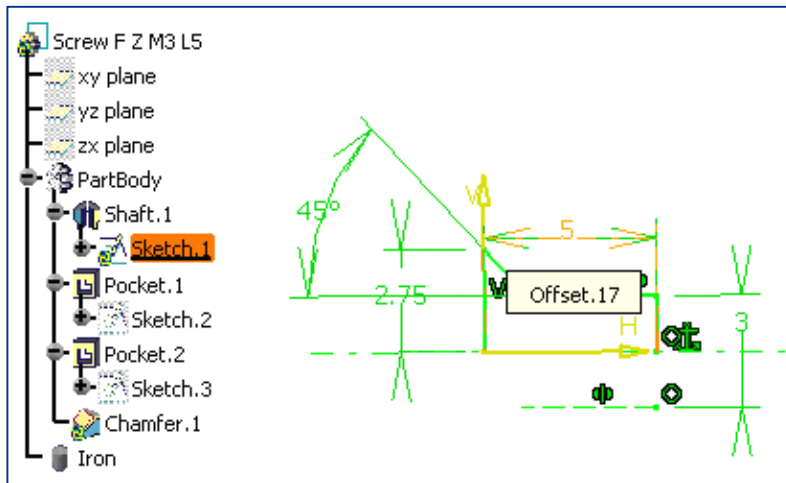 Screw F Z M3 L5
xy plane
yz plane
zx plane
PartBody
Shaft.1
Sketch.1
Pocket.1
Sketch.2
Pocket.2
Sketch.3
Chamfer.1
Iron
45°
V
5
2.75
V
Offset.17
H
3